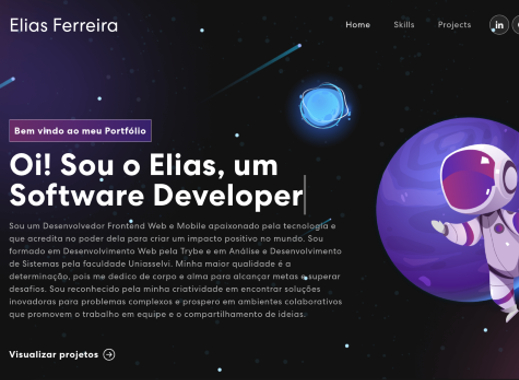 Elias Ferreira
Home
Skills
Projects
in
Bem vindo ao meu Portfólio
Oi! Sou o Elias, um
Software Developer
Sou um Desenvolvedor Frontend Web e Mobile apaixonado pela tecnologia e
que acredita no poder dela para criar um impacto positivo no mundo. Sou
formado em Desenvolvimento Web pela Trybe e em Análise e Desenvolvimento
de Sistemas pela faculdade Uniasselvi. Minha maior qualidade é a
determinação, pois me dedico de corpo e alma para alcançar metas e superar
desafios. Sou reconhecido pela minha criatividade em encontrar soluções
inovadoras para problemas complexos e prospero em ambientes colaborativos
que promovem o trabalho em equipe e o compartilhamento de ideias.
Visualizar projetos